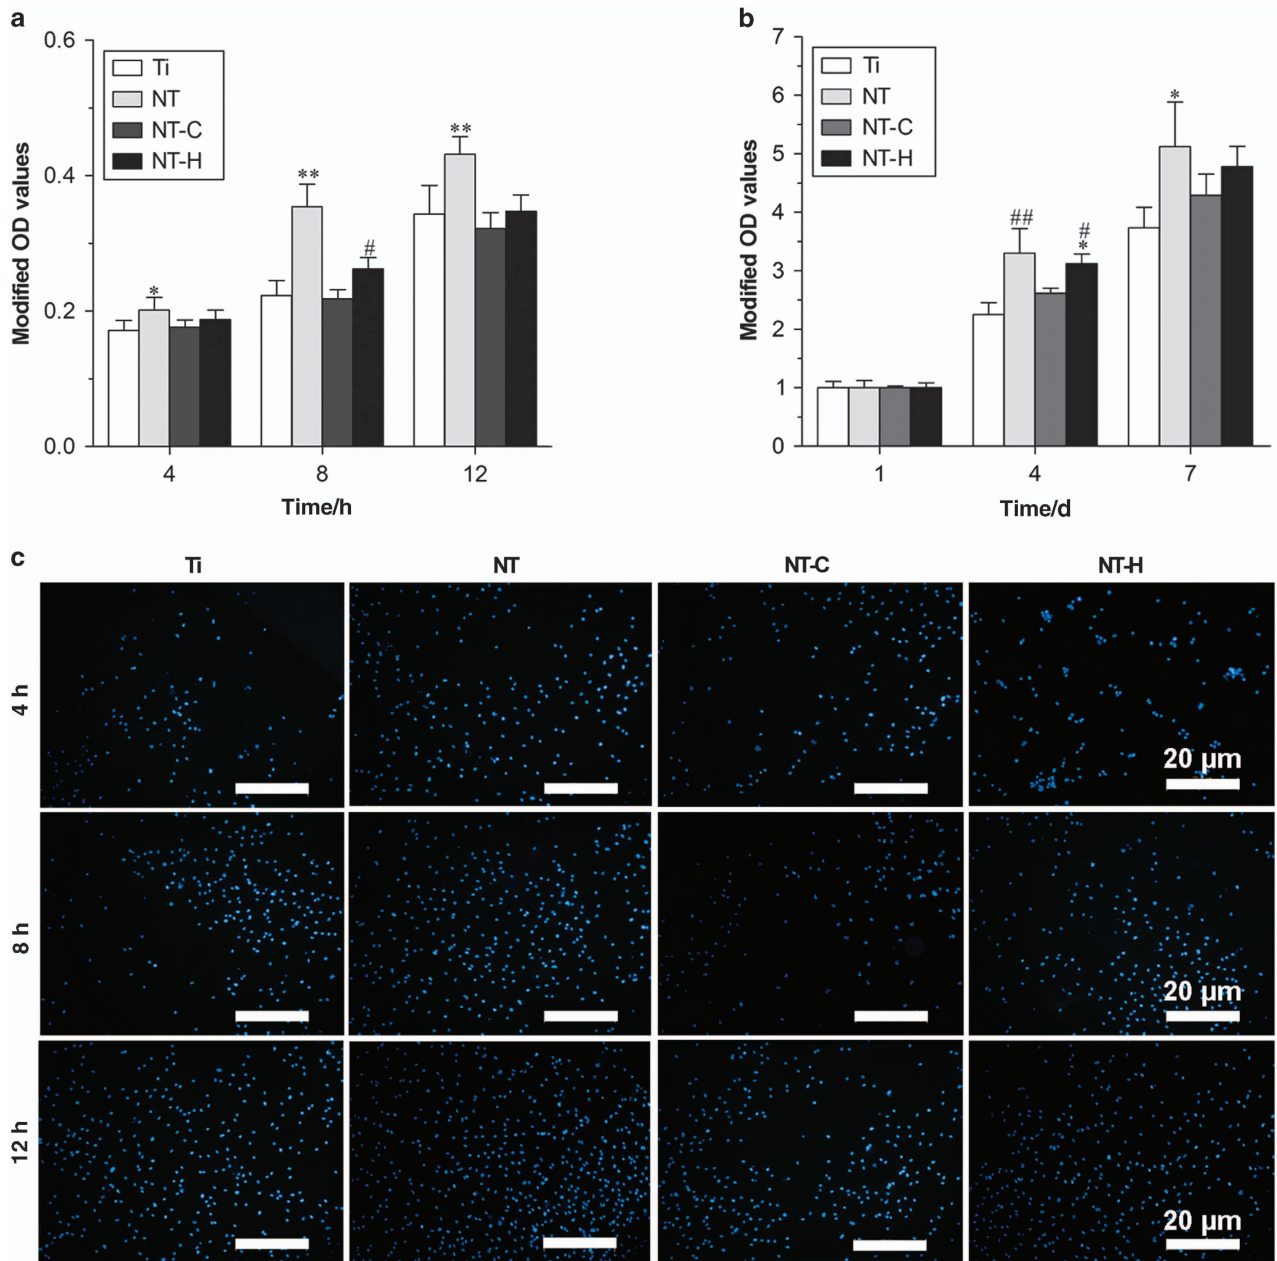 a
0.6
0.4
0.2
0.0
Modified OD values
Ti
NT
NT-C
NT-H
*
**
#
**
4
8
12
Time/h
b
7
6
5
4
3
2
1
0
Modified OD values
Ti
NT
NT-C
NT-H
##
#
*
*
1
4
7
Time/d
c
Ti
NT
NT-C
NT-H
4 h
20 µm
8 h
20 µm
12 h
20 µm